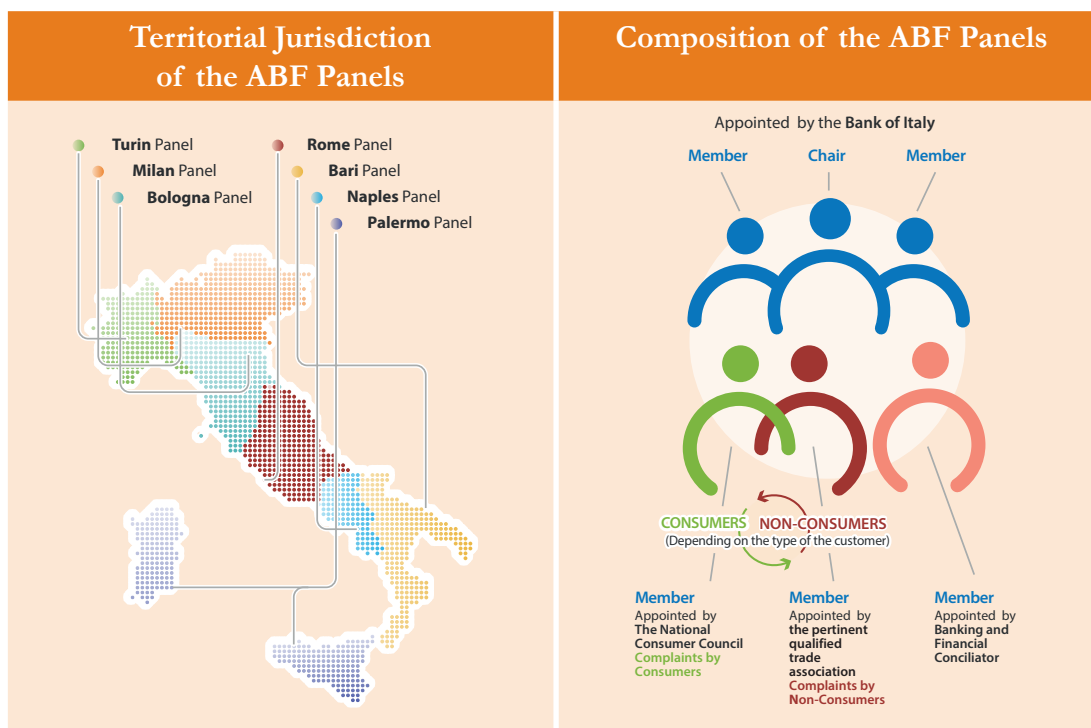 Territorial Jurisdiction
of the ABF Panels
Turin Panel
Milan Panel
Bologna Panel
Rome Panel
Bari Panel
Naples Panel
Palermo Panel
Composition of the ABF Panels
Appointed by the Bank of Italy
Member
Chair
Member
CONSUMERS NON-CONSUMERS
(Depending on the type of the customer)
Member
Appointed by
The National
Consumer Council
Complaints by
Consumers
Member
Appointed by
the pertinent
qualified
trade
association
Complaints by
Non-Consumers
Member
Appointed by
Banking and
Financial
Conciliator